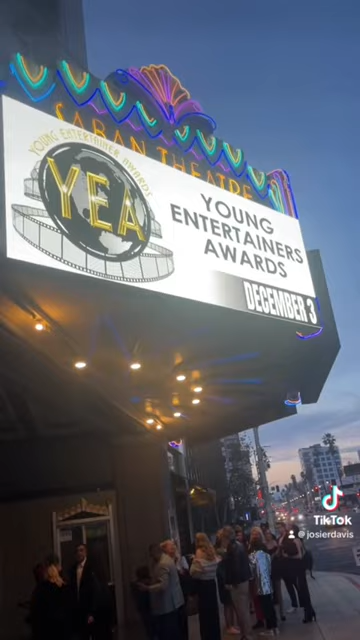 SABAN THEATRE
YOUNG ENTERTAINER AWARDS
YEA
YOUNG
ENTERTAINERS
AWARDS
DECEMBER 3
TikTok
@josierdavis